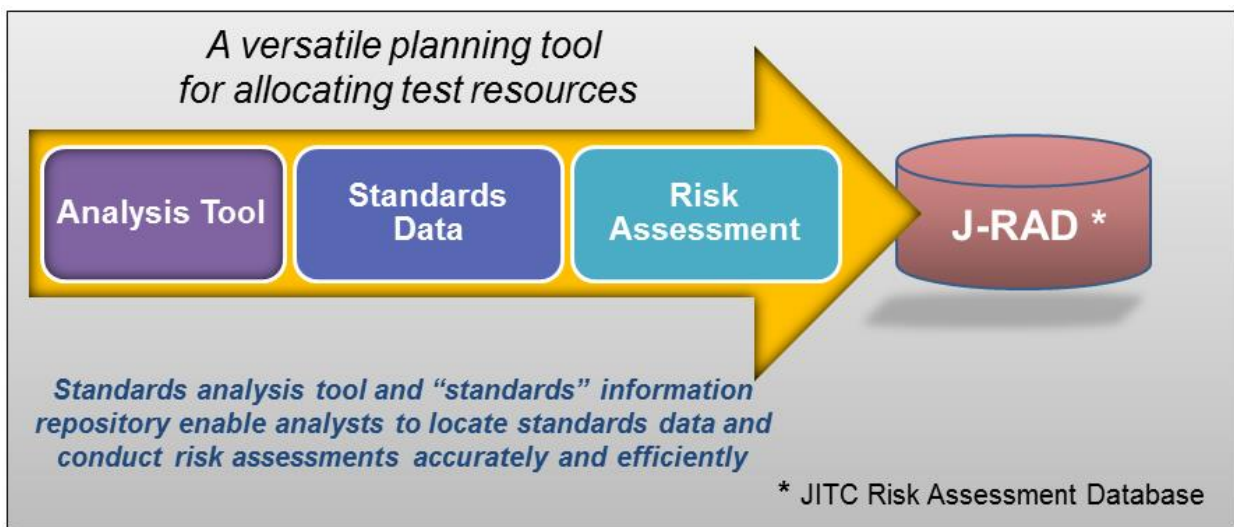 A versatile planning tool
for allocating test resources
Analysis Tool
Standards
Data
Risk
Assessment
J-RAD *
Standards analysis tool and “standards” information
repository enable analysts to locate standards data and
conduct risk assessments accurately and efficiently
* JITC Risk Assessment Database